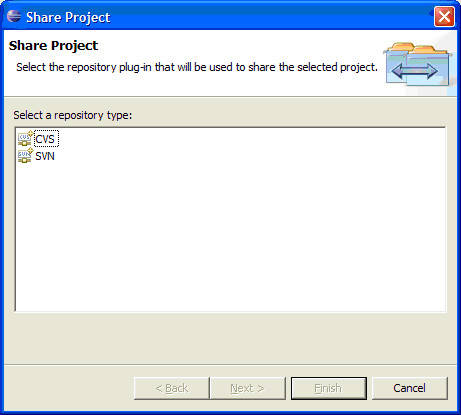 Share Project
Share Project
Select the repository plug-in that will be used to share the selected project.
Select a repository type:
CVS
SVN
< Back Next > Finish Cancel